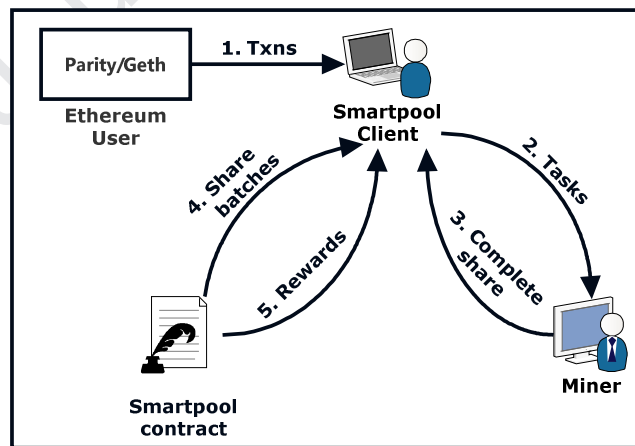 Parity/Geth
Ethereum
User
1. Txns
Smartpool
Client
2. Tasks
3. Complete
share
4. Share
batches
5. Rewards
Smartpool
contract
Miner